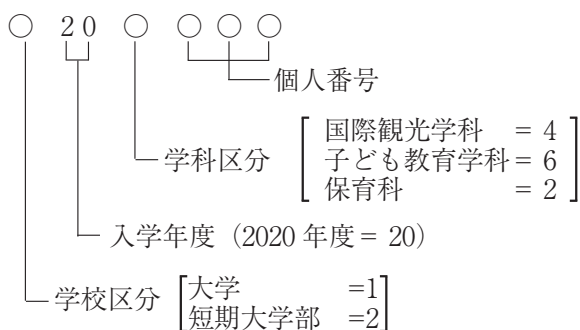 ○ 20 ○ ○○○
個人番号
学科区分
国際観光学科 = 4
子ども教育学科 = 6
保育科 = 2
入学年度（2020 年度 = 20）
学校区分
大学 =1
短期大学部 =2